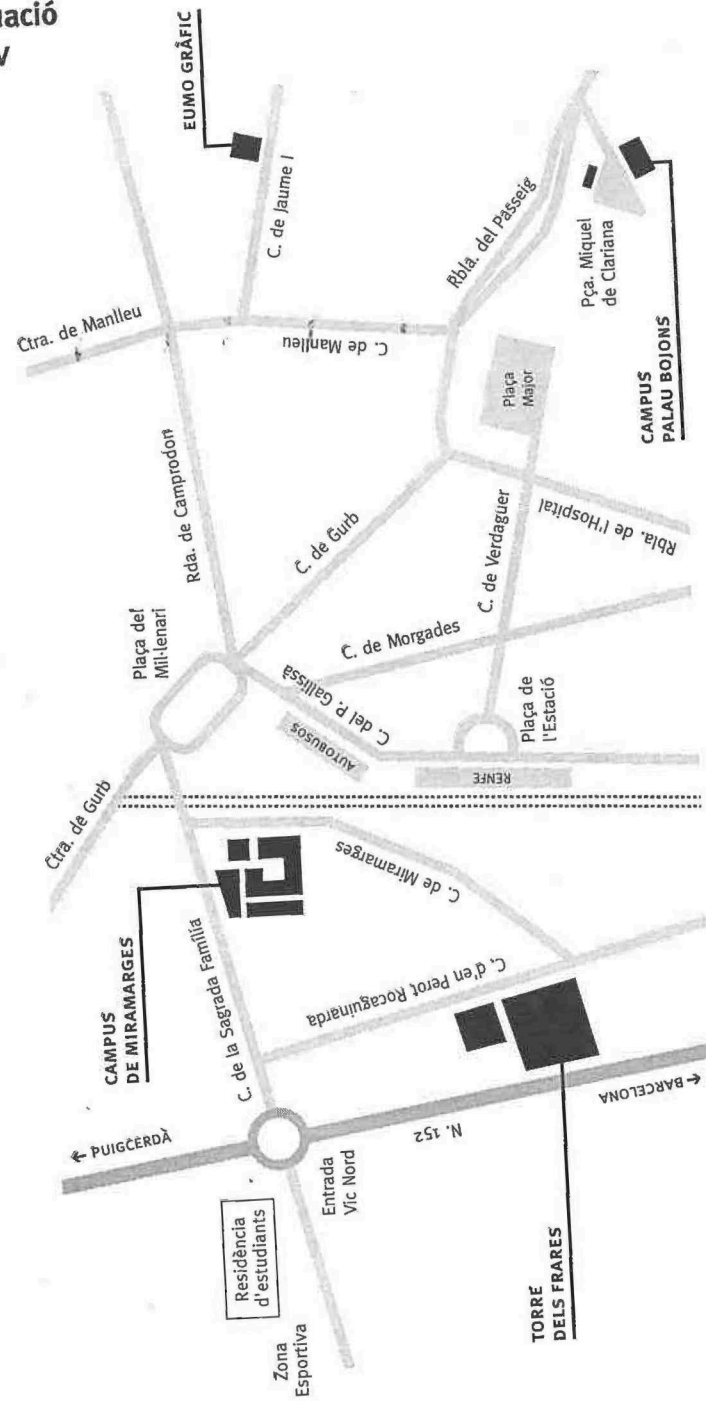 EUMO GRÀFIC
C. de Jaume I
Ctra. de Manlleu
C. de Manlleu
Rbla. del Passeig
Pça. Miquel
de Clariana
CAMPUS
PALAU BOJONS
Plaça
Major
Rda. de Camprodon
C. de Gurb
C. de Verdaguer
Rbla. de l'Hospital
Plaça del
Mil·lenari
C. de Morgades
C. del P. Gallissà
AUTOBUSOS
Plaça de
l'Estació
RENFE
Ctra. de Gurb
C. de Miramarges
CAMPUS
DE MIRAMARGES
C. de la Sagrada Família
C. d'en Perot Rocaguinarda
← PUIGCERDÀ
N. 152
← BARCELONA
Entrada
Vic Nord
Residència
d'estudiants
Zona
Esportiva
TORRE
DELS FRARES